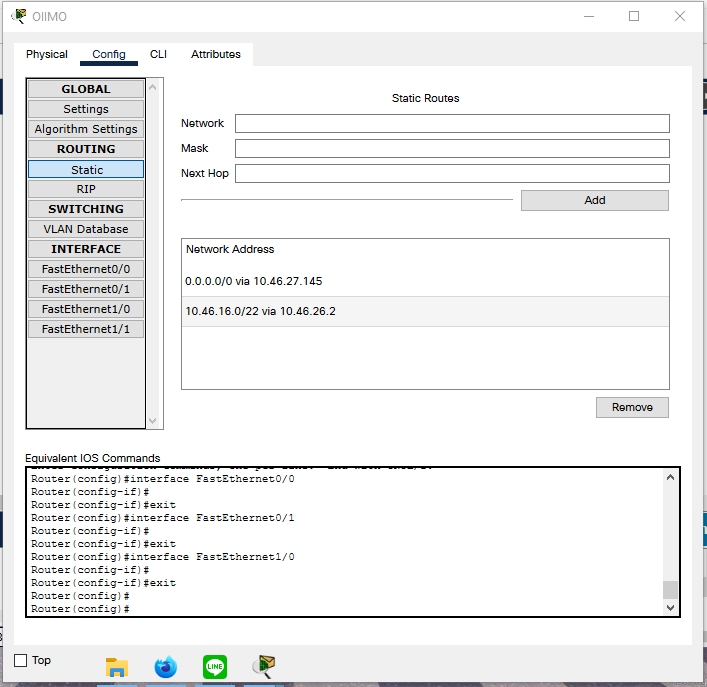 OIIMO
Physical Config CLI Attributes
GLOBAL
Settings
Algorithm Settings
ROUTING
Static
RIP
SWITCHING
VLAN Database
INTERFACE
FastEthernet0/0
FastEthernet0/1
FastEthernet1/0
FastEthernet1/1
Static Routes
Network
Mask
Next Hop
Add
Network Address
0.0.0.0/0 via 10.46.27.145
10.46.16.0/22 via 10.46.26.2
Remove
Equivalent IOS Commands
Router(config)#interface FastEthernet0/0
Router(config-if)#
Router(config-if)#exit
Router(config)#interface FastEthernet0/1
Router(config-if)#
Router(config-if)#exit
Router(config)#interface FastEthernet1/0
Router(config-if)#
Router(config-if)#exit
Router(config)#
Router(config)#
Top
LINE